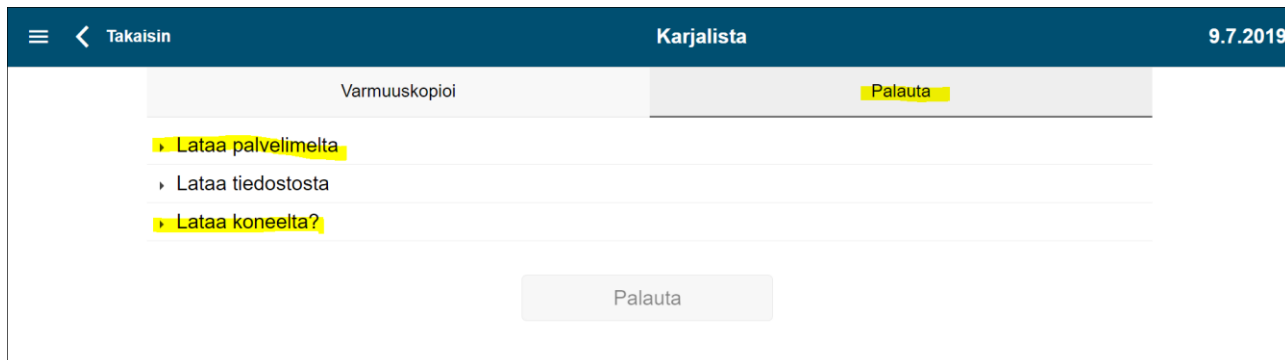 Takaisin Karjalista 9.7.2019
Varmuuskopioi Palauta
Lataa palvelimelta
Lataa tiedostosta
Lataa koneelta?
Palauta